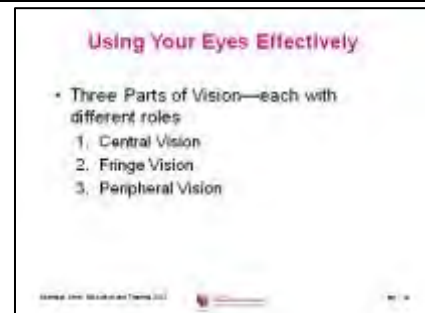 Using Your Eyes Effectively
• Three Parts of Vision—each with
different roles
1. Central Vision
2. Fringe Vision
3. Peripheral Vision